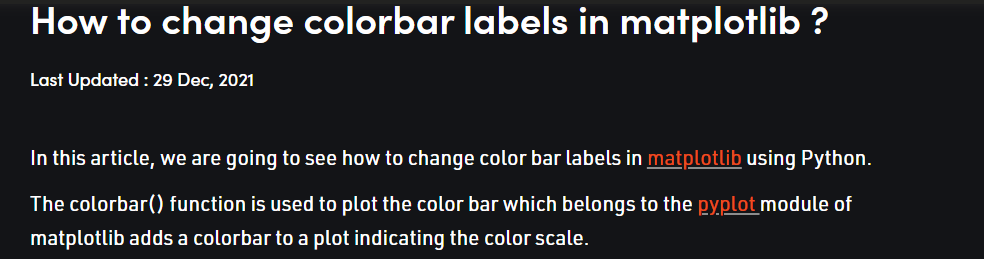 How to change colorbar labels in matplotlib ?
Last Updated : 29 Dec, 2021
In this article, we are going to see how to change color bar labels in matplotlib using Python.
The colorbar() function is used to plot the color bar which belongs to the pyplot module of
matplotlib adds a colorbar to a plot indicating the color scale.